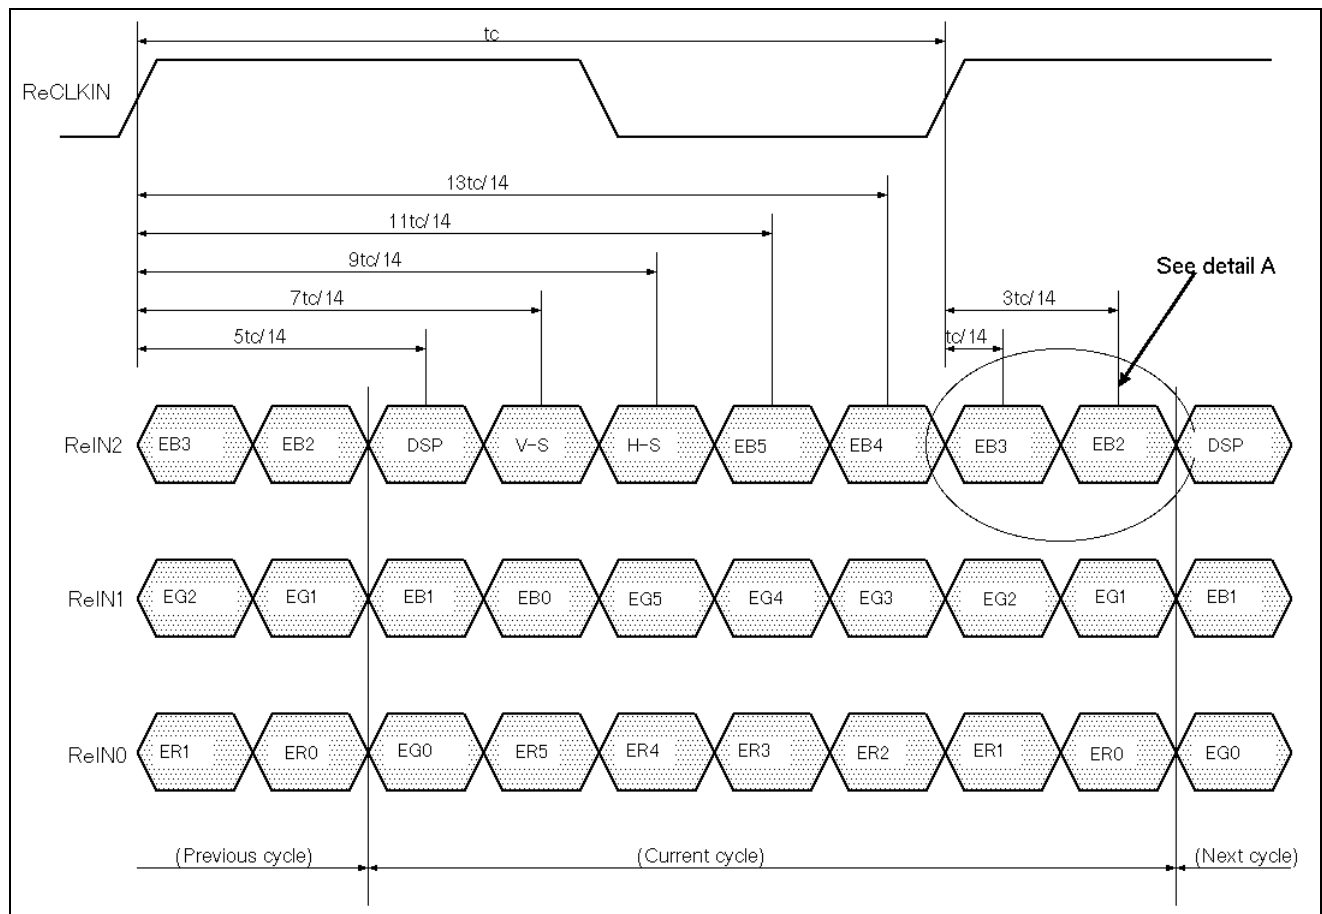 tc
ReCLKIN
13tc/14
11tc/14
9tc/14
See detail A
7tc/14
3tc/14
5tc/14
tc/14
ReIN2 EB3 EB2 DSP V-S H-S EB5 EB4 EB3 EB2 DSP
ReIN1 EG2 EG1 EB1 EB0 EG5 EG4 EG3 EG2 EG1 EB1
ReIN0 ER1 ER0 EG0 ER5 ER4 ER3 ER2 ER1 ER0 EG0
(Previous cycle) (Current cycle) (Next cycle)